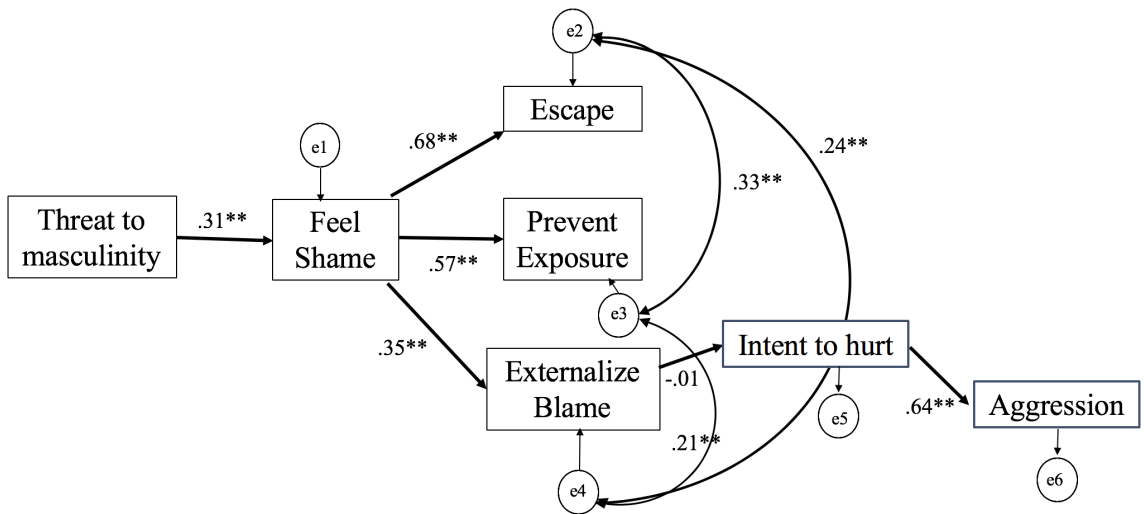 e2
Escape
.68**
.24**
e1
.33**
Threat to
masculinity
.31**
Feel
Shame
Prevent
Exposure
.57**
e3
.35**
Intent to hurt
Externalize
Blame
-.01
.64**
Aggression
e5
.21**
e4
e6